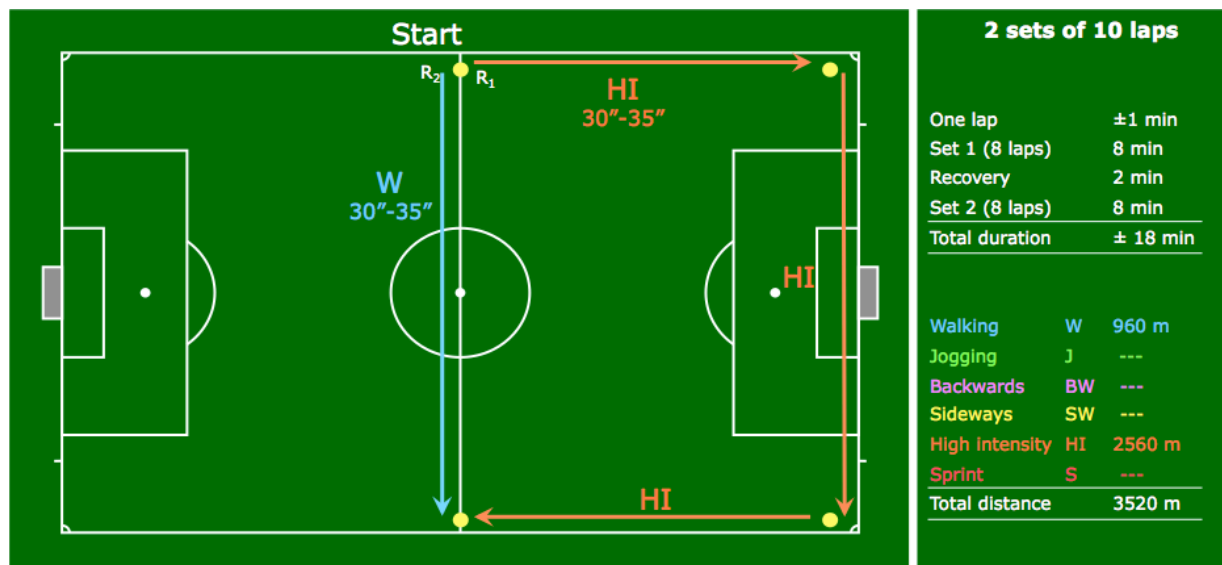 Start
R₂
R₁
HI
30”-35”
W
30”-35”
HI
HI
2 sets of 10 laps
One lap ±1 min
Set 1 (8 laps) 8 min
Recovery 2 min
Set 2 (8 laps) 8 min
Total duration ± 18 min
Walking W 960 m
Jogging J ---
Backwards BW ---
Sideways SW ---
High intensity HI 2560 m
Sprint S ---
Total distance 3520 m